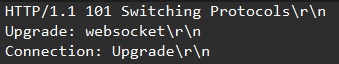 HTTP/1.1 101 Switching Protocols\r\n
Upgrade: websocket\r\n
Connection: Upgrade\r\n